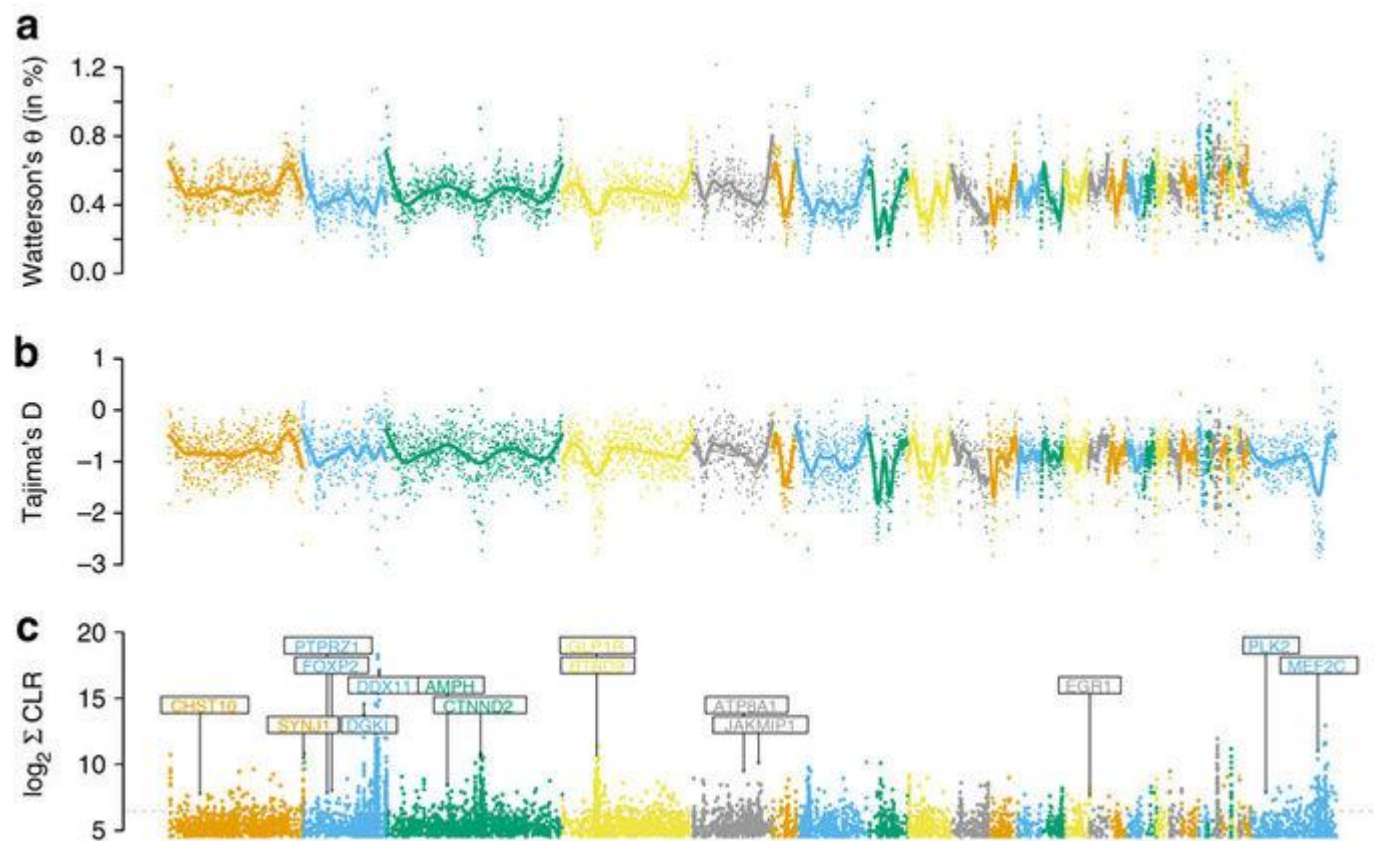 a
Watterson's θ (in %)
1.2
0.8
0.4
0.0
b
Tajima's D
1
0
−1
−2
−3
c
log₂ Σ CLR
20
15
10
5
PTPRZ1
GLP1R
PLK2
FOXP2
MEF2C
DDX11
AMPH
EGR1
CHST10
CTNND2
ATP8A1
SYNJ1
DGKI
JAKMIP1